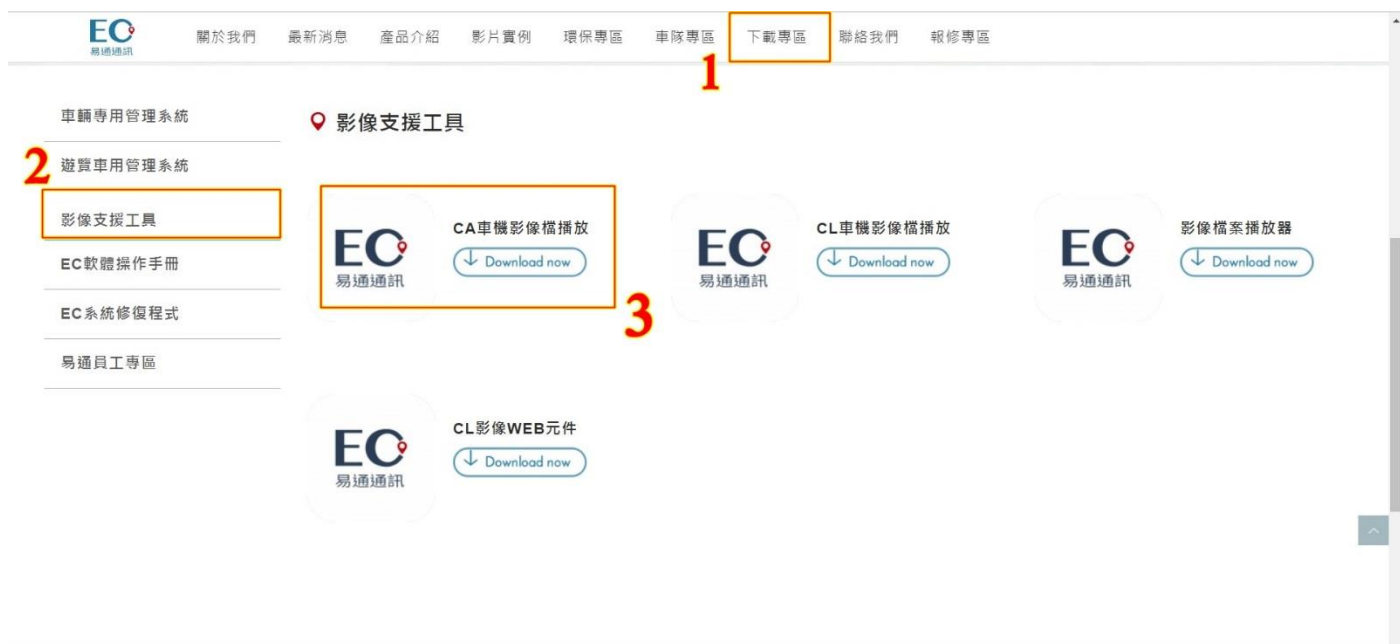 EC
易通通訊
關於我們 最新消息 產品介紹 影片實例 環保專區 車隊專區 下載專區 聯絡我們 報修專區
1
車輛專用管理系統
影像支援工具
2
遊覽車用管理系統
影像支援工具
EC軟體操作手冊
EC系統修復程式
易通員工專區
EC
易通通訊
CA車機影像檔播放
Download now
3
EC
易通通訊
CL車機影像檔播放
Download now
EC
易通通訊
影像檔案播放器
Download now
EC
易通通訊
CL影像WEB元件
Download now